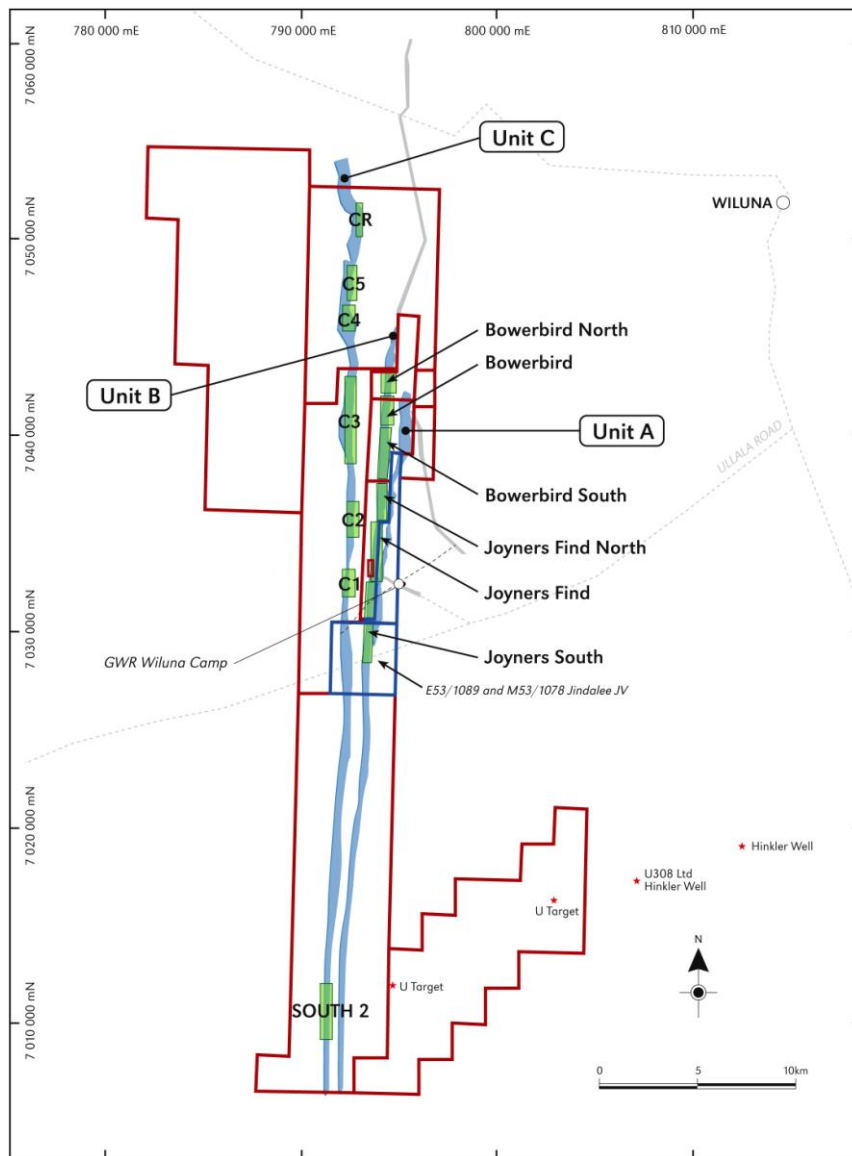 780 000 mE
790 000 mE
800 000 mE
810 000 mE
7 060 000 mN
7 050 000 mN
7 040 000 mN
7 030 000 mN
7 020 000 mN
7 010 000 mN
Unit C
WILUNA
CR
C5
C4
Bowerbird North
Bowerbird
Unit B
C3
Unit A
ULLALA ROAD
Bowerbird South
C2
Joyners Find North
C1
Joyners Find
GWR Wiluna Camp
Joyners South
E53/1089 and M53/1078 Jindalee JV
Hinkler Well
U308 Ltd
Hinkler Well
U Target
N
U Target
SOUTH 2
0
5
10km